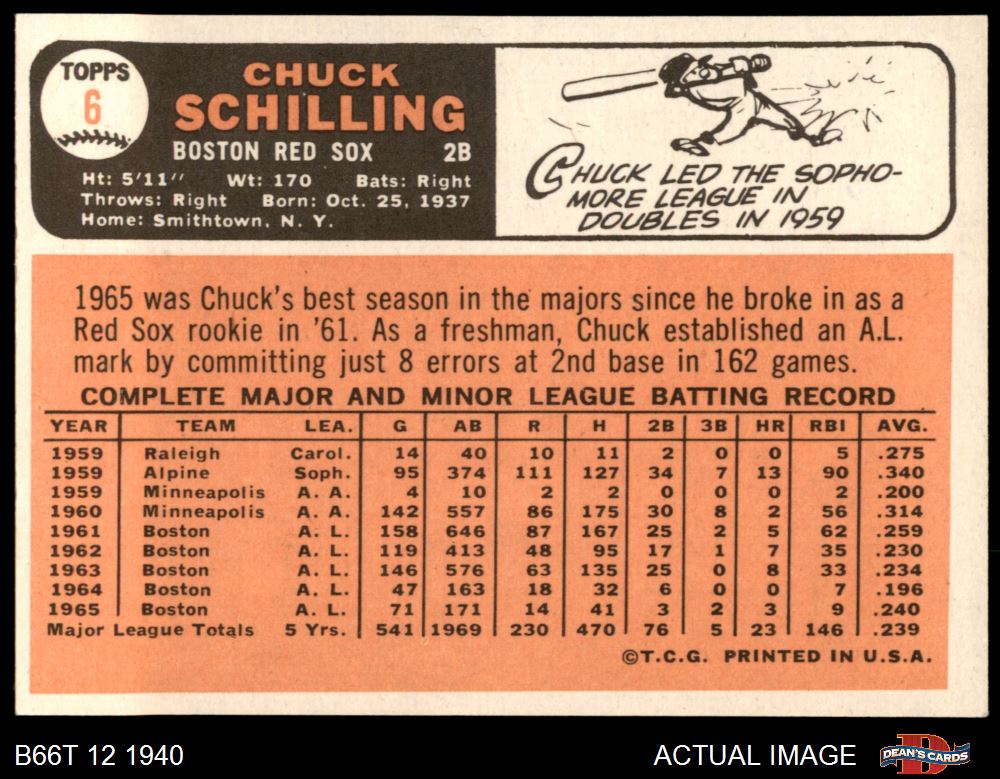 TOPPS
6
CHUCK
SCHILLING
BOSTON RED SOX 2B
Ht: 5'11" Wt: 170 Bats: Right
Throws: Right Born: Oct. 25, 1937
Home: Smithtown, N. Y.
CHUCK LED THE SOPHO-
MORE LEAGUE IN
DOUBLES IN 1959
1965 was Chuck's best season in the majors since he broke in as a
Red Sox rookie in '61. As a freshman, Chuck established an A.L.
mark by committing just 8 errors at 2nd base in 162 games.
COMPLETE MAJOR AND MINOR LEAGUE BATTING RECORD
YEAR TEAM LEA. G AB R H 2B 3B HR RBI AVG.
1959 Raleigh Carol. 14 40 10 11 2 0 0 5 .275
1959 Alpine Soph. 95 374 111 127 34 7 13 90 .340
1959 Minneapolis A. A. 4 10 2 2 0 0 0 2 .200
1960 Minneapolis A. A. 142 557 86 175 30 8 2 56 .314
1961 Boston A. L. 158 646 87 167 25 2 5 62 .259
1962 Boston A. L. 119 413 48 95 17 1 7 35 .230
1963 Boston A. L. 146 576 63 135 25 0 8 33 .234
1964 Boston A. L. 47 163 18 32 6 0 0 7 .196
1965 Boston A. L. 71 171 14 41 3 2 3 9 .240
Major League Totals 5 Yrs. 541 1969 230 470 76 5 23 146 .239
©T.C.G. PRINTED IN U.S.A.
B66T 12 1940 ACTUAL IMAGE DEAN'S CARDS